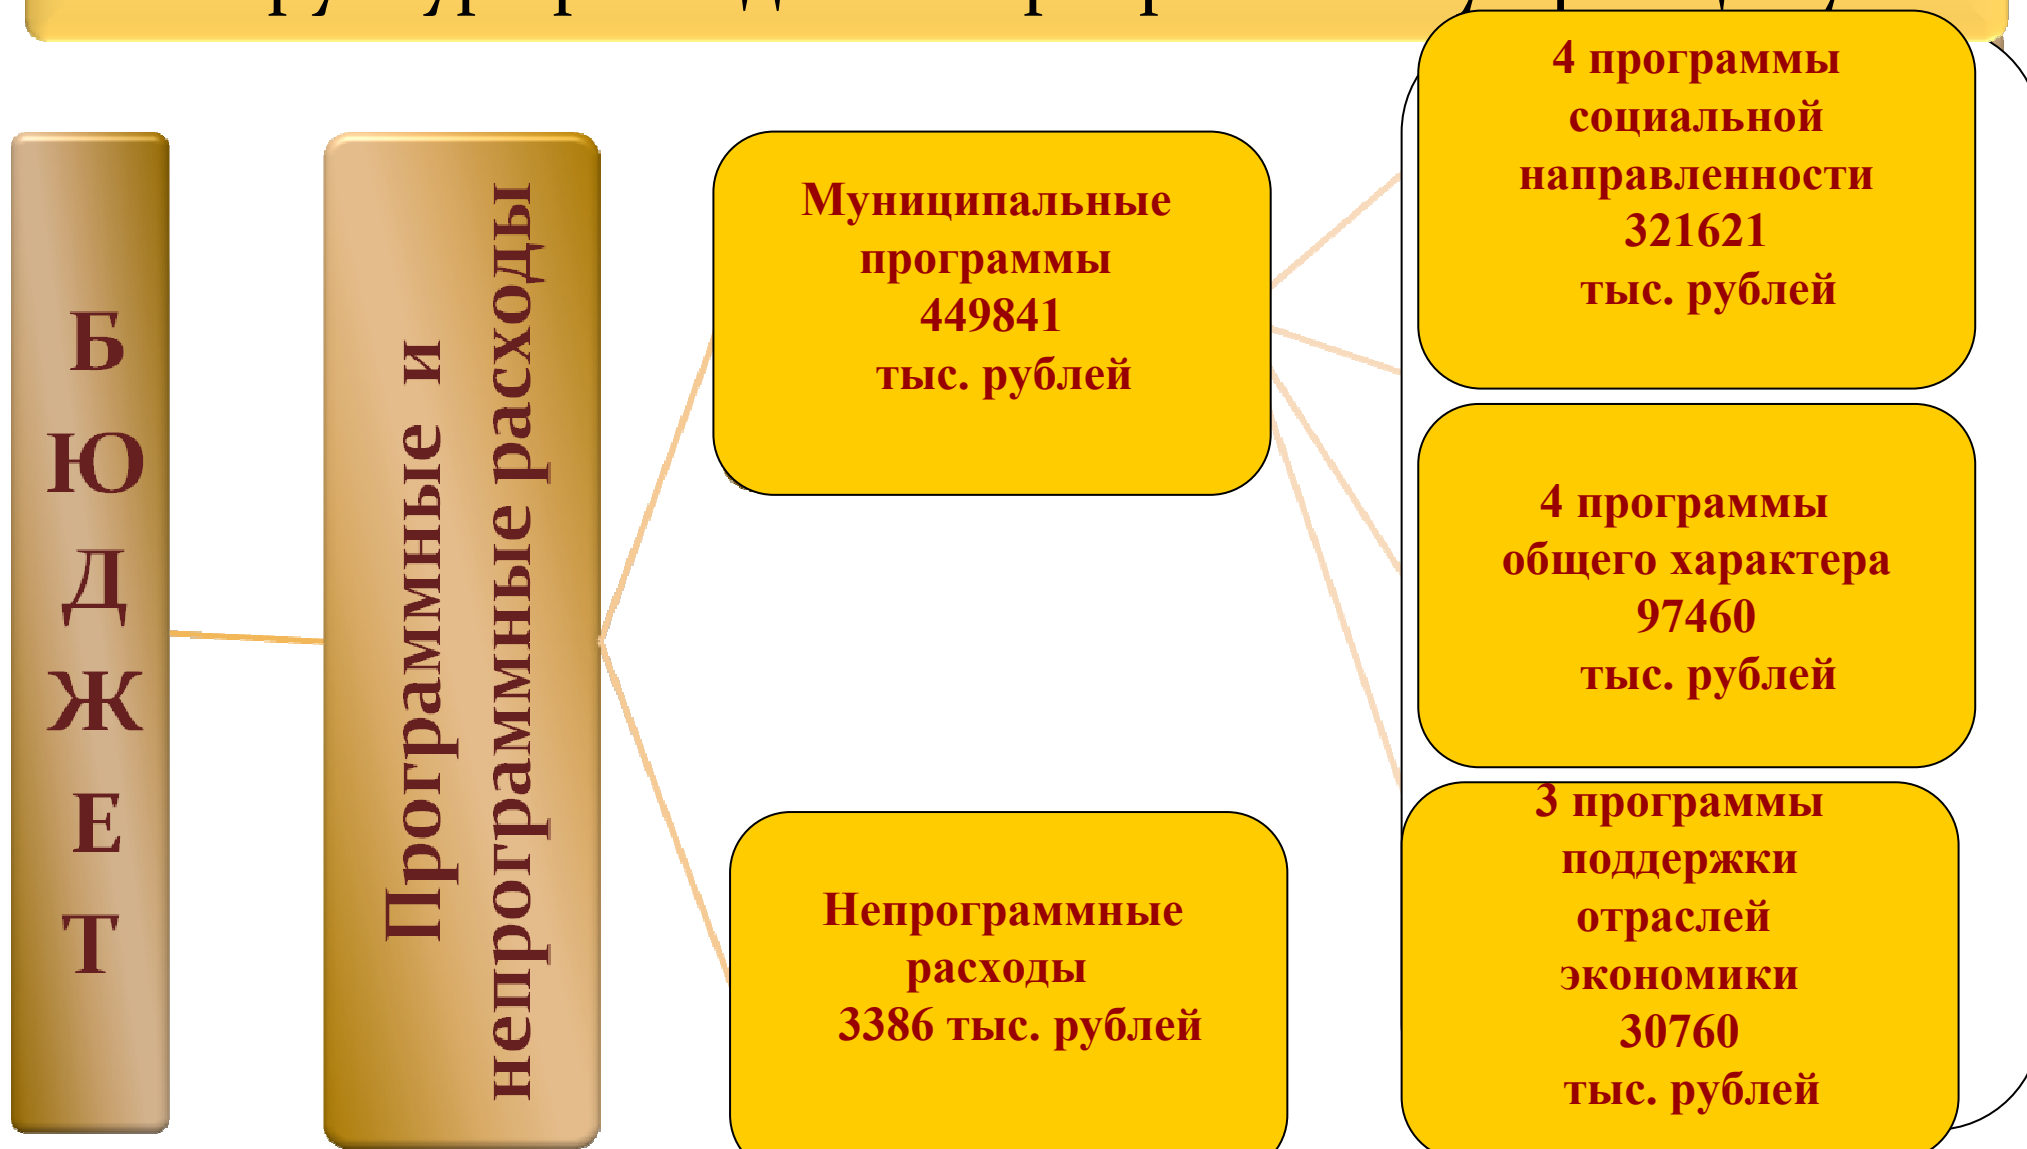 Б
Ю
Д
Ж
Е
Т
Программные и
непрограммные расходы
Муниципальные
программы
449841
тыс. рублей
Непрограммные
расходы
3386 тыс. рублей
4 программы
социальной
направленности
321621
тыс. рублей
4 программы
общего характера
97460
тыс. рублей
3 программы
поддержки
отраслей
экономики
30760
тыс. рублей